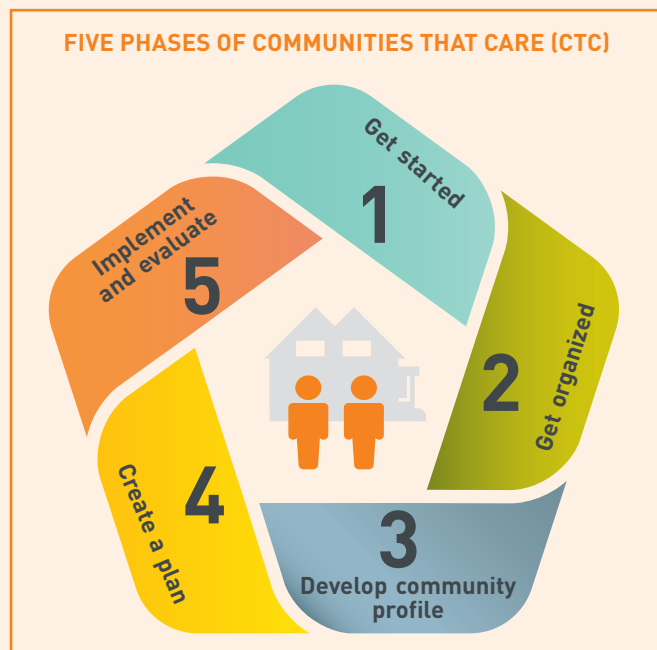 FIVE PHASES OF COMMUNITIES THAT CARE (CTC)
Get started
1
2
Get organized
3
Develop community
profile
4
Create a plan
Implement
and evaluate
5